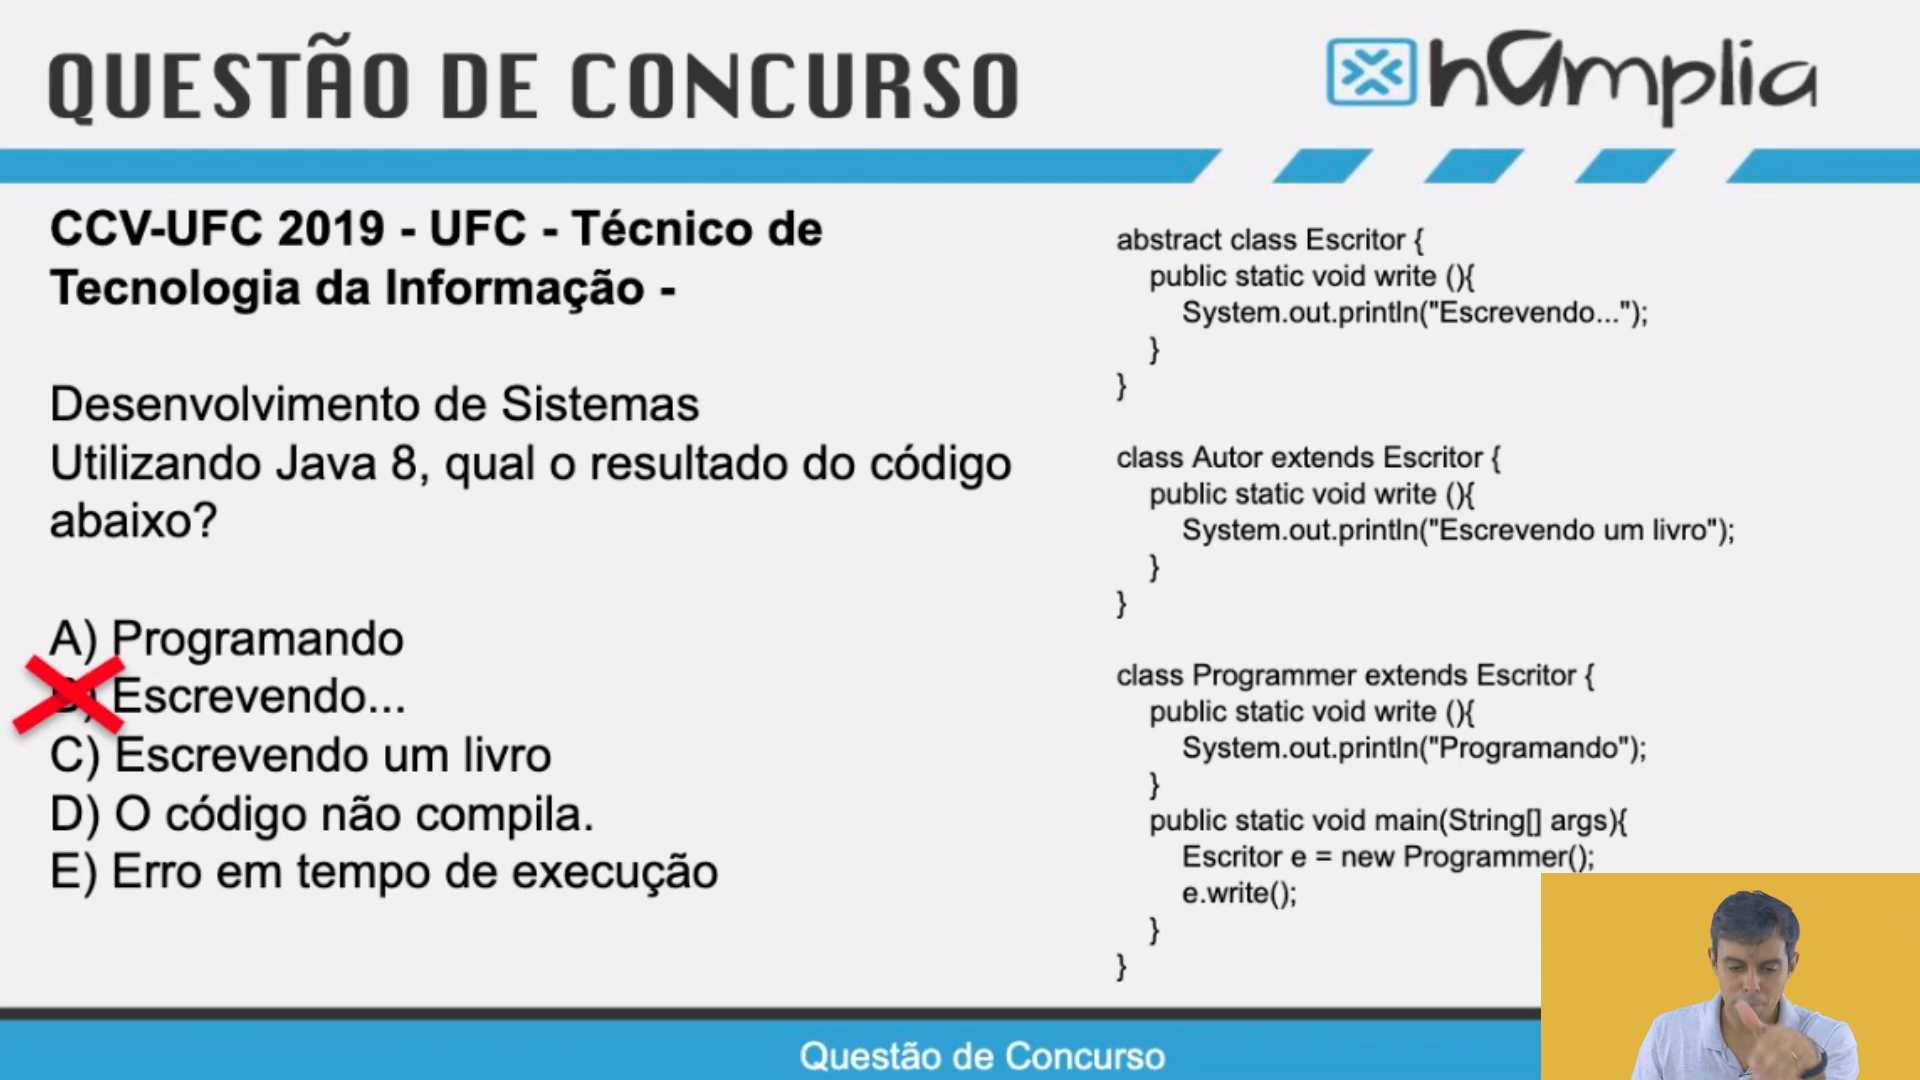 QUESTÃO DE CONCURSO
hamplia
CCV-UFC 2019 - UFC - Técnico de
Tecnologia da Informação -
Desenvolvimento de Sistemas
Utilizando Java 8, qual o resultado do código
abaixo?
A) Programando
Escrevendo...
C) Escrevendo um livro
D) O código não compila.
E) Erro em tempo de execução
abstract class Escritor {
public static void write (){
System.out.println("Escrevendo...");
}
}
class Autor extends Escritor {
public static void write (){
System.out.println("Escrevendo um livro");
}
}
class Programmer extends Escritor {
public static void write (){
System.out.println("Programando");
}
public static void main(String[] args){
Escritor e = new Programmer();
e.write();
}
}
Questão de Concurso